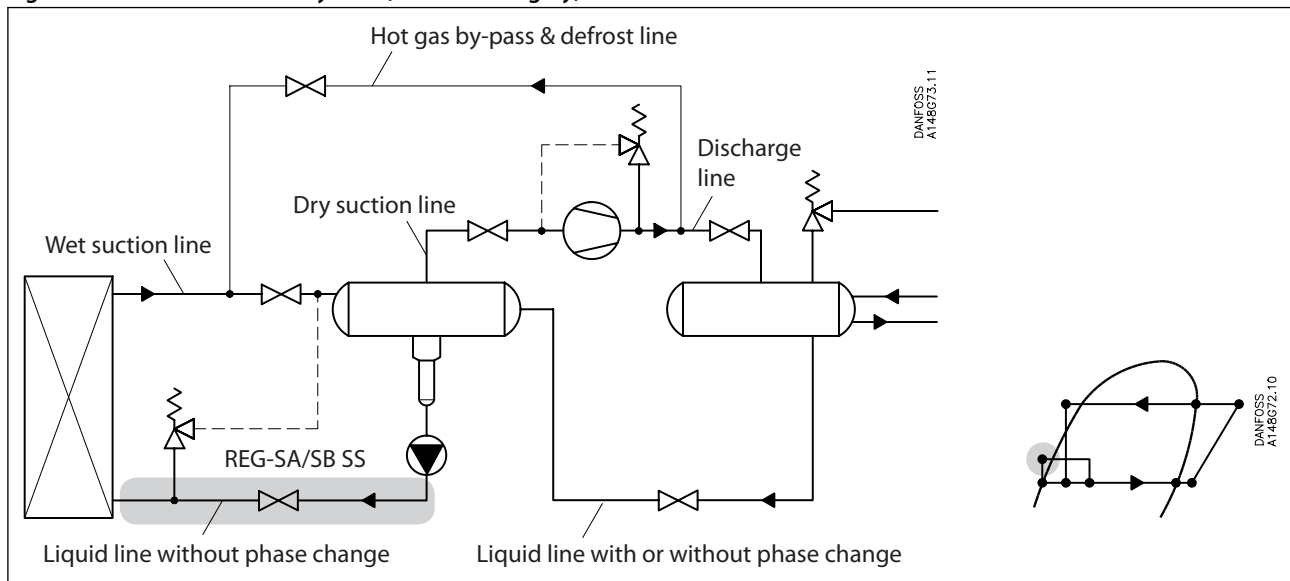 Hot gas by-pass & defrost line
DANFOSS
A148G73.11
Discharge
line
Dry suction line
Wet suction line
REG-SA/SB SS
DANFOSS
A148G72.10
Liquid line without phase change
Liquid line with or without phase change